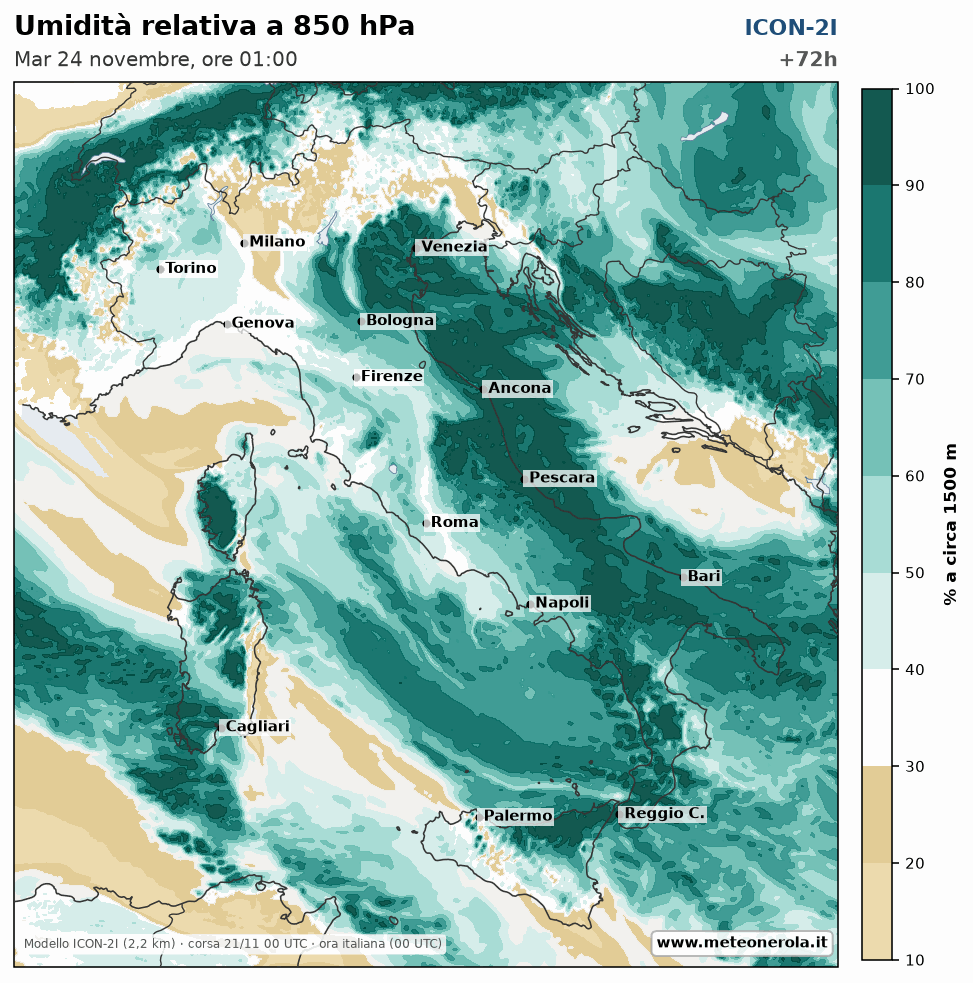 Umidità relativa a 850 hPa
ICON-2I
Mar 24 novembre, ore 01:00
+72h
100
90
80
70
60
50
40
30
20
10
% a circa 1500 m
Milano
Venezia
Torino
Genova
Bologna
Firenze
Ancona
Pescara
Roma
Bari
Napoli
Cagliari
Palermo
Reggio C.
Modello ICON-2I (2,2 km) · corsa 21/11 00 UTC · ora italiana (00 UTC)
www.meteonerola.it